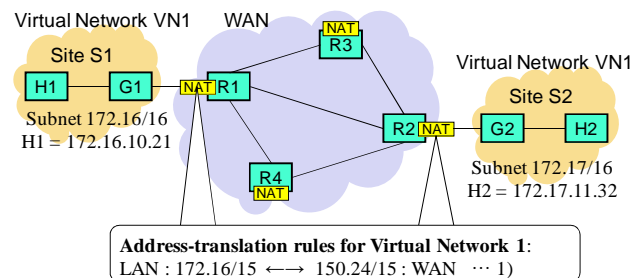 Virtual Network VN1
WAN
Site S1
H1
G1
NAT
R1
NAT
R3
Subnet 172.16/16
H1 = 172.16.10.21
R4
NAT
R2
NAT
Virtual Network VN1
Site S2
G2
H2
Subnet 172.17/16
H2 = 172.17.11.32
Address-translation rules for Virtual Network 1:
LAN : 172.16/15 ←→ 150.24/15 : WAN ⋯ 1)